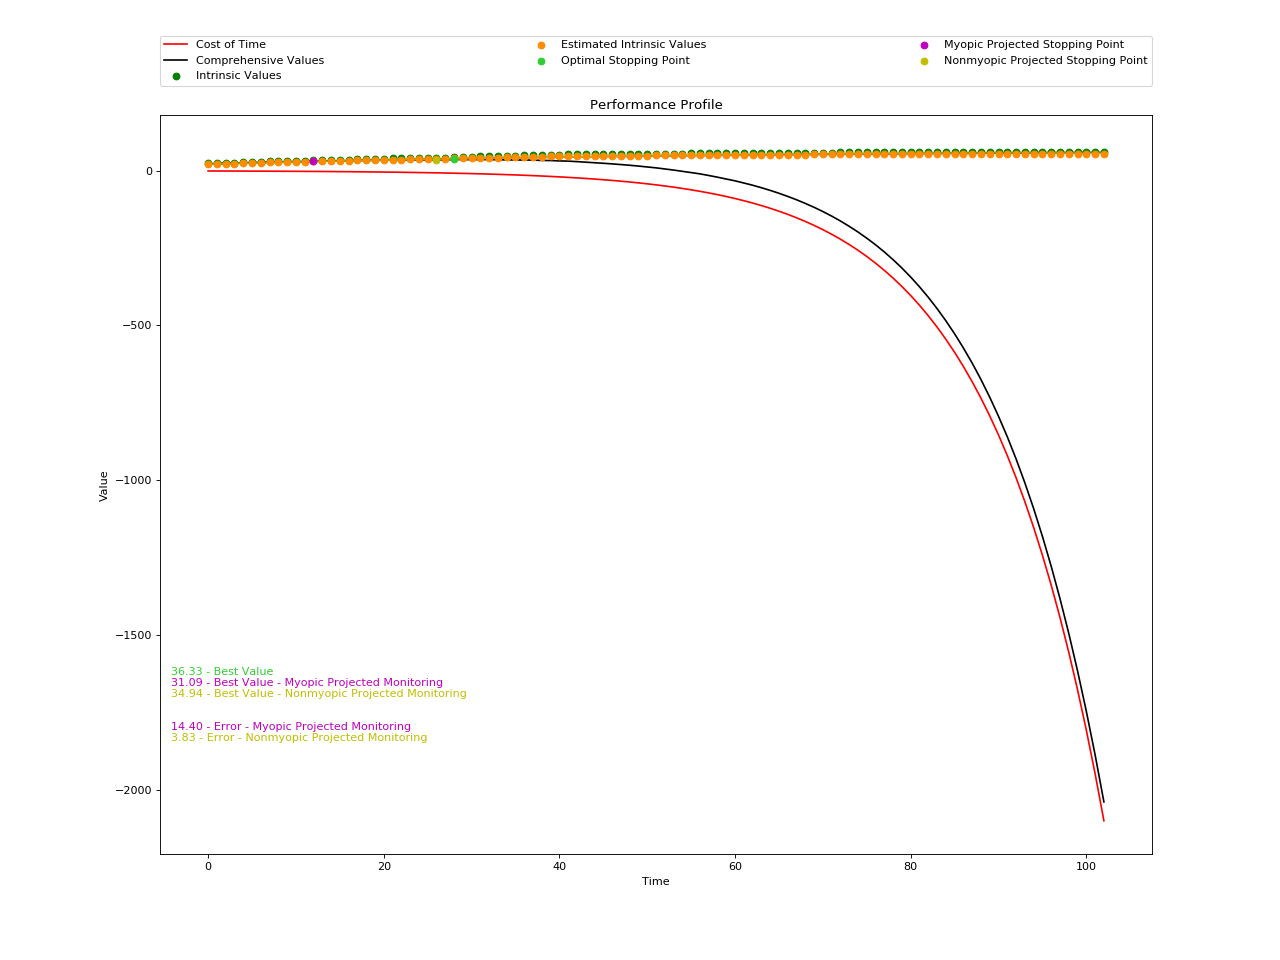 Cost of Time
Comprehensive Values
Intrinsic Values
Estimated Intrinsic Values
Optimal Stopping Point
Myopic Projected Stopping Point
Nonmyopic Projected Stopping Point
Performance Profile
0
−500
−1000
−1500
−2000
Value
36.33 - Best Value
31.09 - Best Value - Myopic Projected Monitoring
34.94 - Best Value - Nonmyopic Projected Monitoring
14.40 - Error - Myopic Projected Monitoring
3.83 - Error - Nonmyopic Projected Monitoring
0 20 40 60 80 100
Time